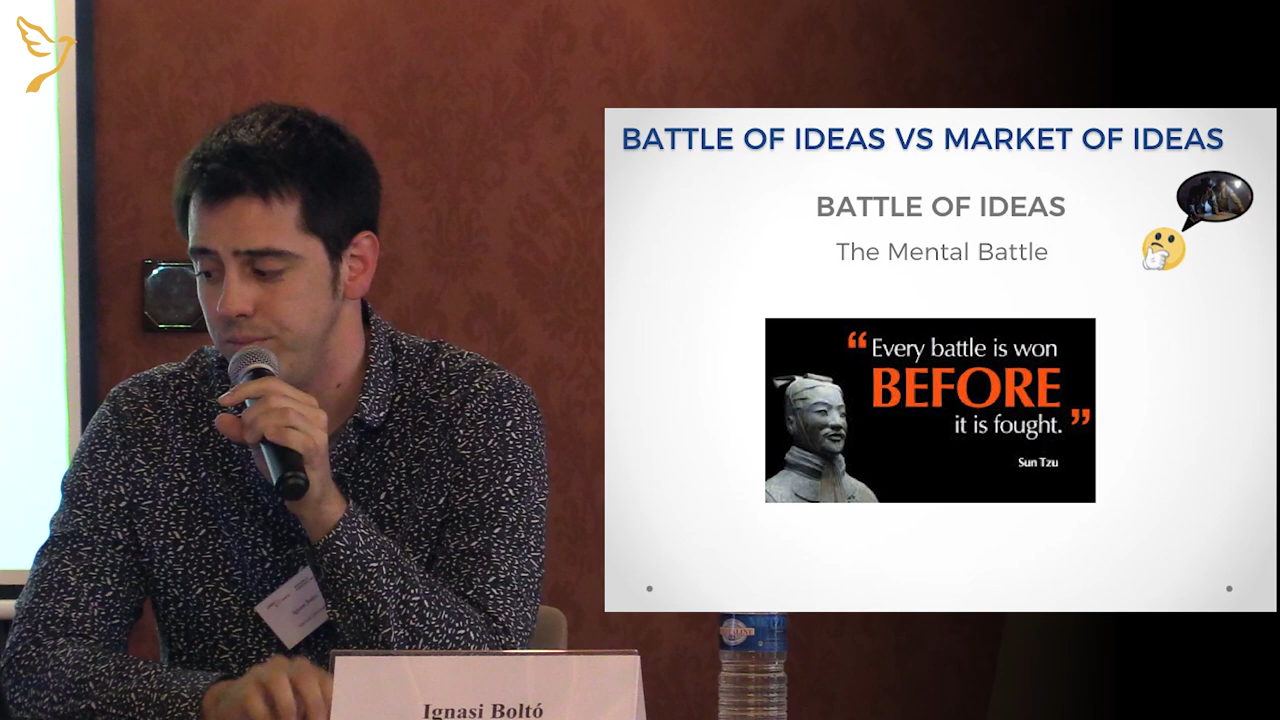 BATTLE OF IDEAS VS MARKET OF IDEAS
BATTLE OF IDEAS
The Mental Battle
“Every battle is won
BEFORE
it is fought.”
Sun Tzu
Ignasi Boltó